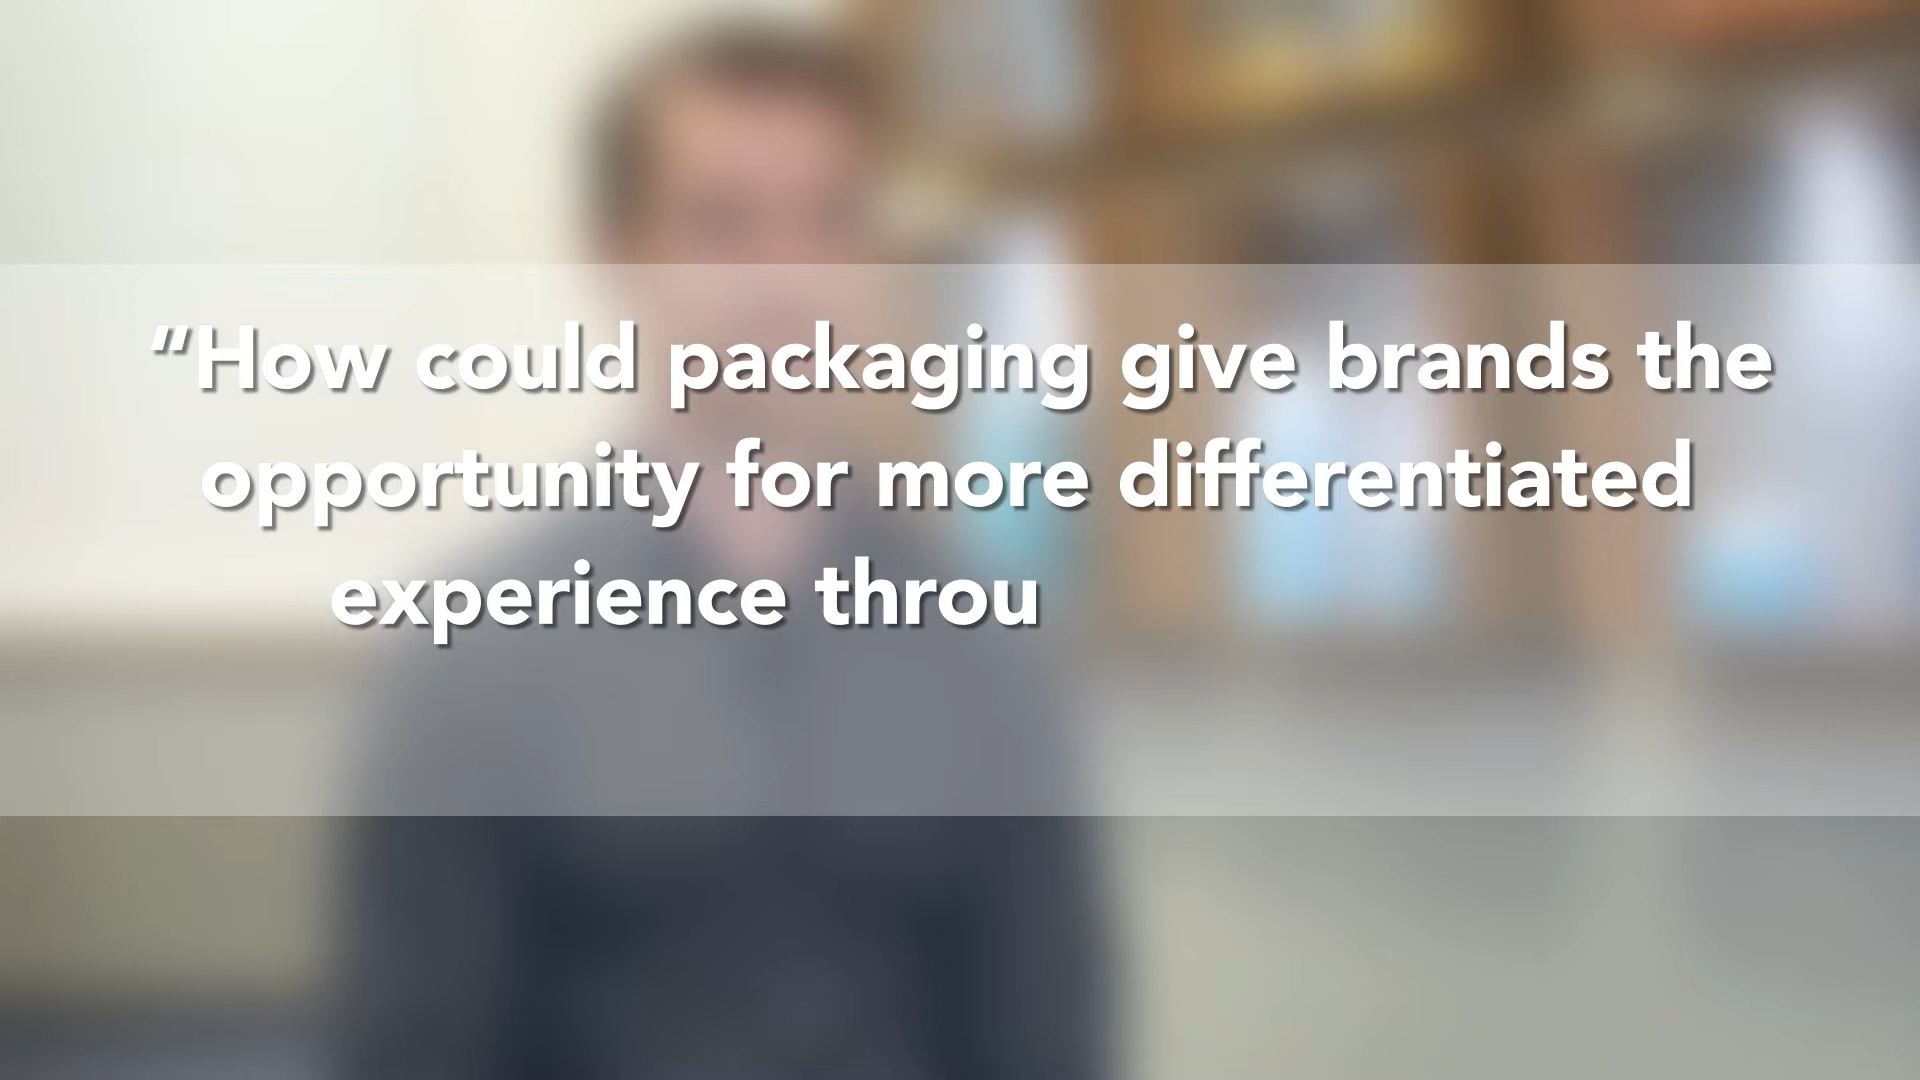 "How could packaging give brands the
opportunity for more differentiated
experience throu